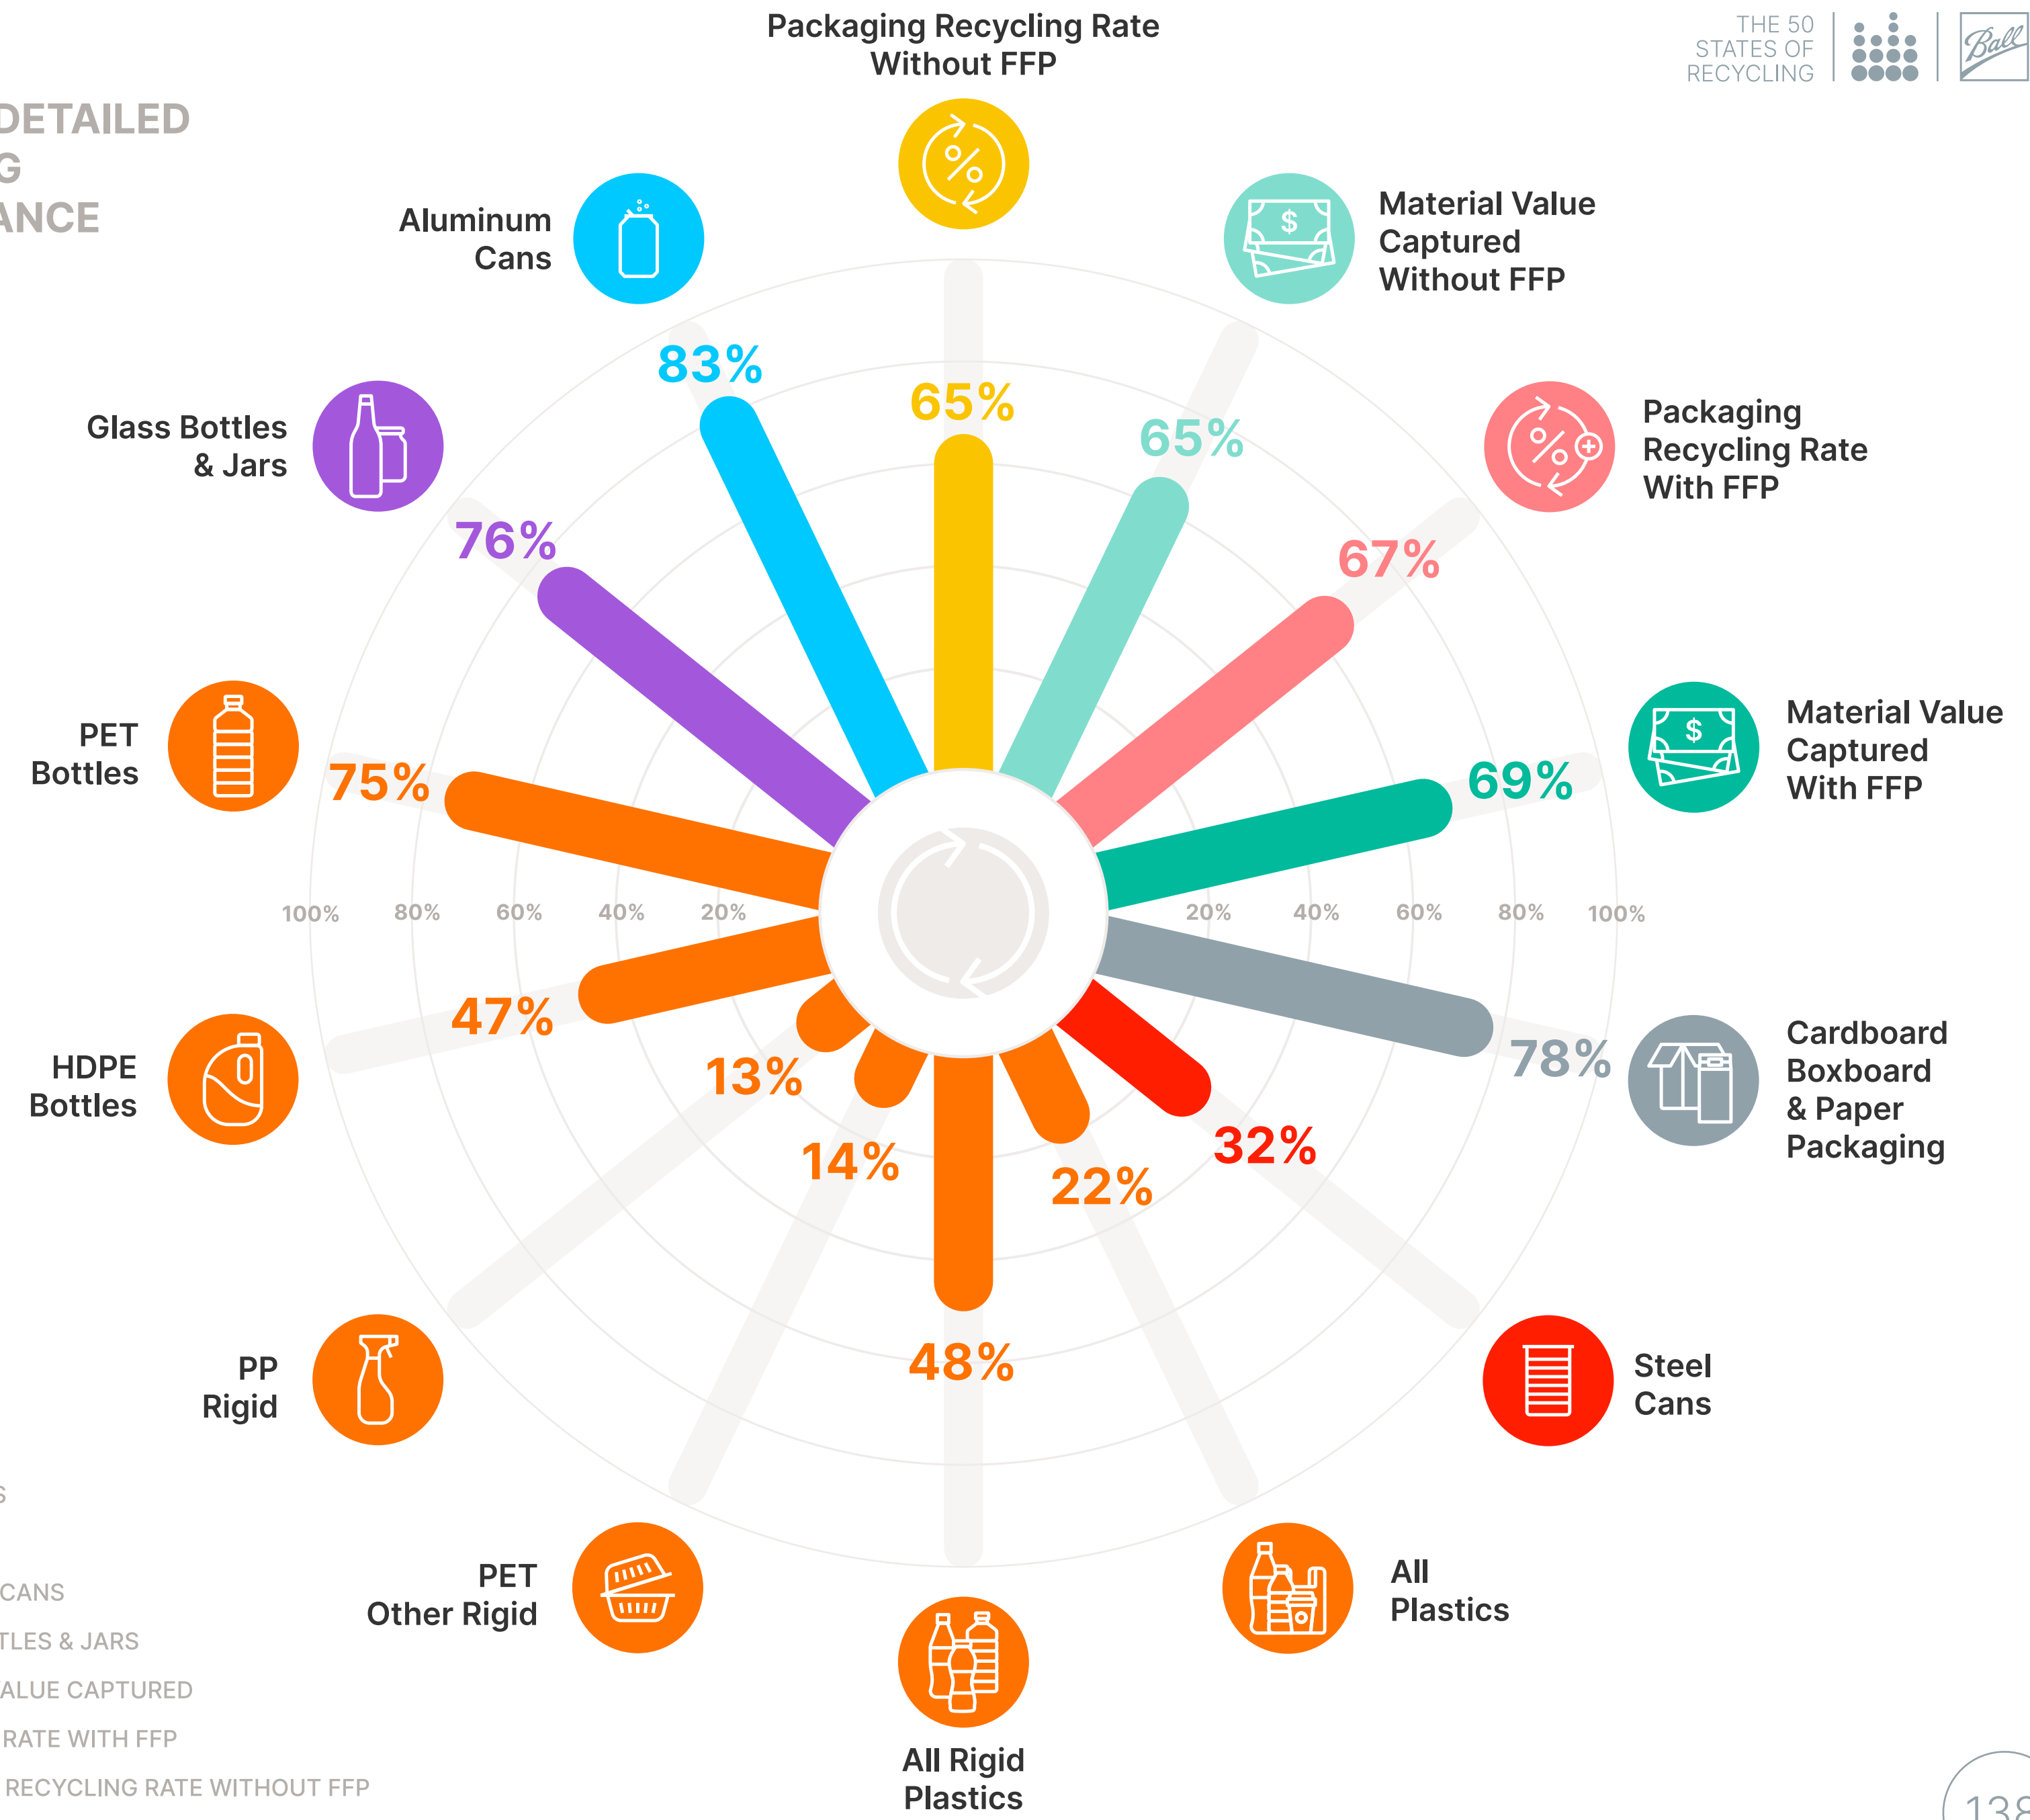 Packaging Recycling Rate
Without FFP
THE 50
STATES OF
RECYCLING
Ball
DETAILED
Aluminum
Cans
Material Value
Captured
Without FFP
83%
65%
65%
Glass Bottles
& Jars
Packaging
Recycling Rate
With FFP
76%
67%
PET
Bottles
75%
69%
Material Value
Captured
With FFP
100% 80% 60% 40% 20% 20% 40% 60% 80% 100%
HDPE
Bottles
47%
13%
14%
48%
22%
32%
78%
Cardboard
Boxboard
& Paper
Packaging
PP
Rigid
Steel
Cans
PET
Other Rigid
All
Plastics
All Rigid
Plastics
CANS
& JARS
CAPTURED
RATE WITH FFP
RECYCLING RATE WITHOUT FFP
138